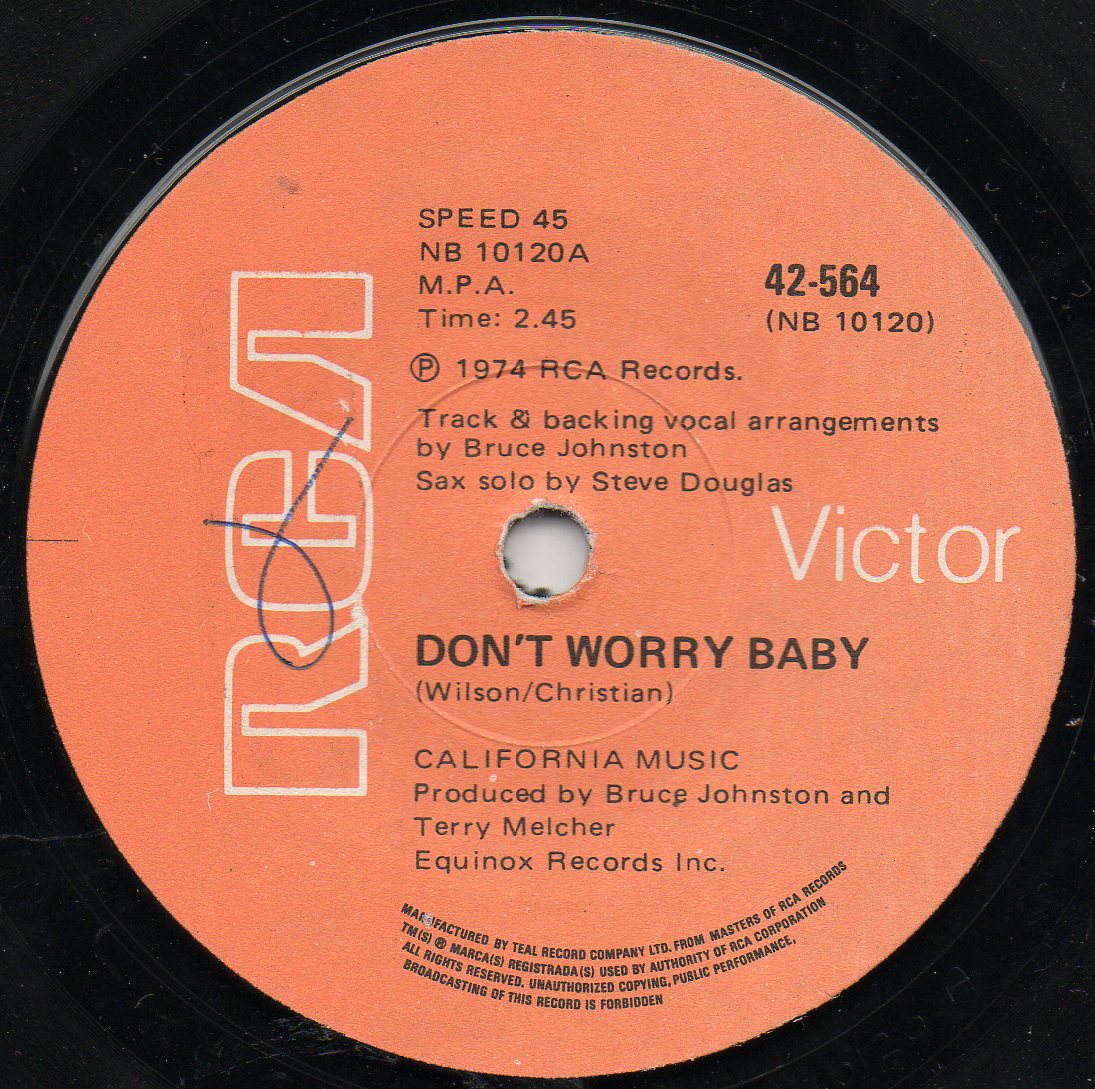 SPEED 45
NB 10120A
M.P.A.
Time: 2.45
42-564
(NB 10120)
℗ 1974 RCA Records.
Track & backing vocal arrangements
by Bruce Johnston
Sax solo by Steve Douglas
RCA
Victor
DON'T WORRY BABY
(Wilson/Christian)
CALIFORNIA MUSIC
Produced by Bruce Johnston and
Terry Melcher
Equinox Records Inc.
MANUFACTURED BY TEAL RECORD COMPANY LTD. FROM MASTERS OF RCA RECORDS
TM(S) ® MARCA(S) REGISTRADA(S) USED BY AUTHORITY OF RCA CORPORATION
ALL RIGHTS RESERVED. UNAUTHORIZED COPYING, PUBLIC PERFORMANCE,
BROADCASTING OF THIS RECORD IS FORBIDDEN